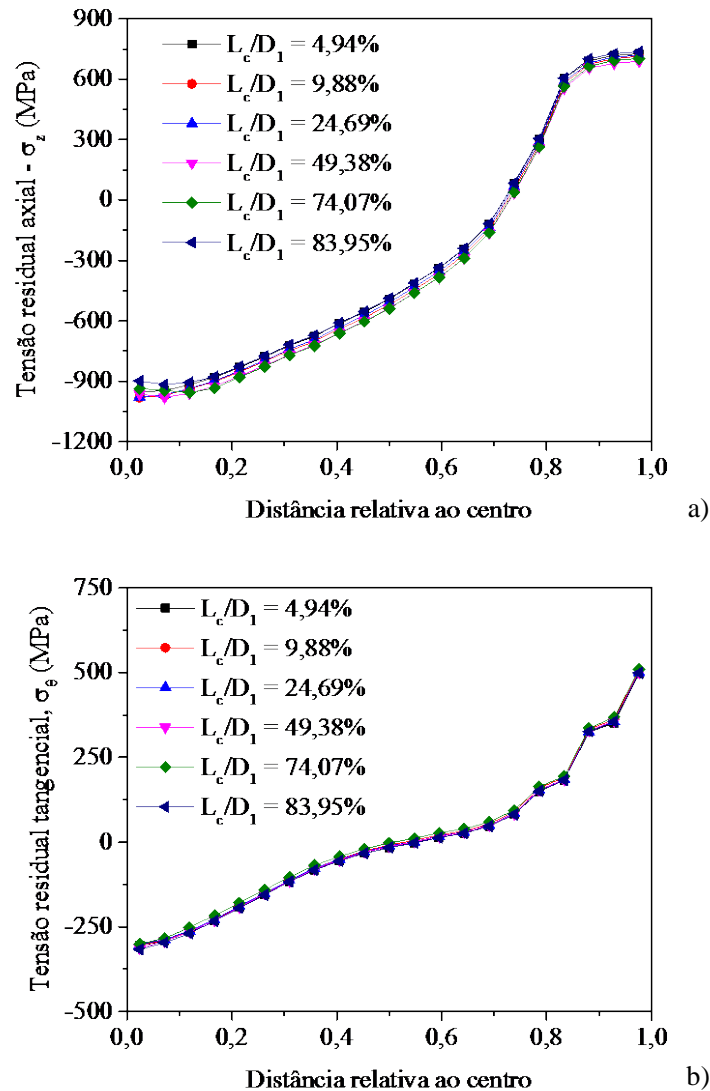 900
600
300
0
-300
-600
-900
-1200
Tensão residual axial - σz (MPa)
Lc/D1 = 4,94%
Lc/D1 = 9,88%
Lc/D1 = 24,69%
Lc/D1 = 49,38%
Lc/D1 = 74,07%
Lc/D1 = 83,95%
0,0 0,2 0,4 0,6 0,8 1,0
Distância relativa ao centro
a)
750
500
250
0
-250
-500
Tensão residual tangencial, σθ (MPa)
Lc/D1 = 4,94%
Lc/D1 = 9,88%
Lc/D1 = 24,69%
Lc/D1 = 49,38%
Lc/D1 = 74,07%
Lc/D1 = 83,95%
0,0 0,2 0,4 0,6 0,8 1,0
Distância relativa ao centro
b)